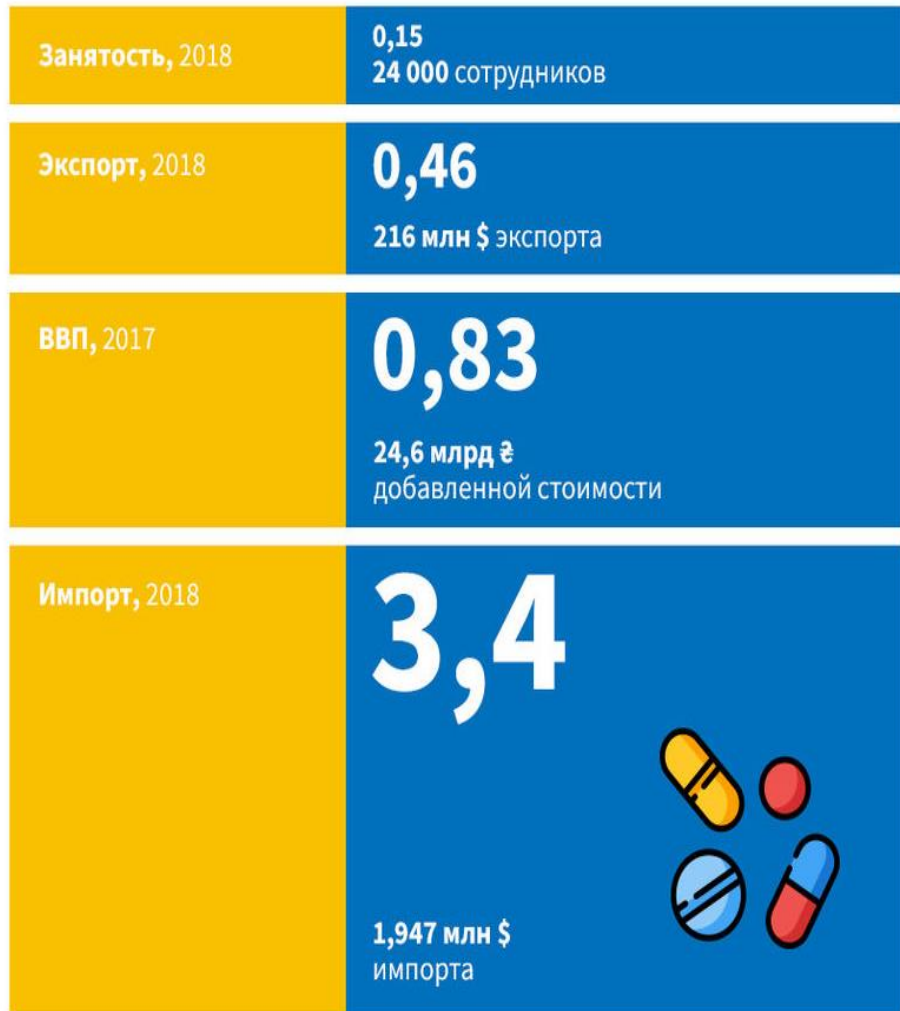 Занятость, 2018
0,15
24 000 сотрудников
Экспорт, 2018
0,46
216 млн $ экспорта
ВВП, 2017
0,83
24,6 млрд ₴
добавленной стоимости
Импорт, 2018
3,4
1,947 млн $
импорта